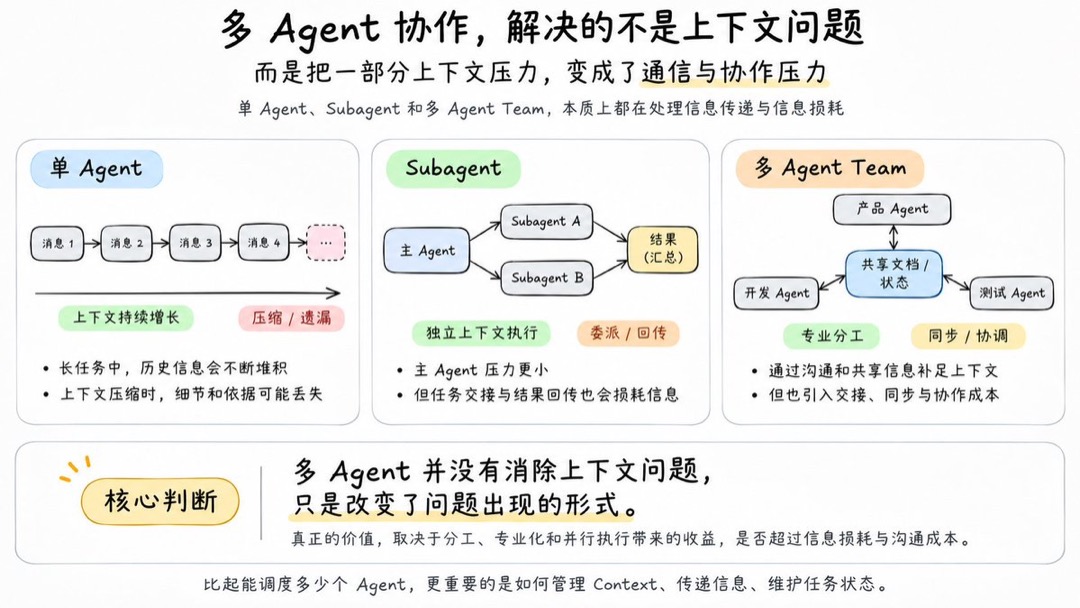 多 Agent 协作，解决的不是上下文问题
而是把一部分上下文压力，变成了通信与协作压力
单 Agent、Subagent 和多 Agent Team，本质上都在处理信息传递与信息损耗
单 Agent
消息 1
消息 2
消息 3
消息 4
...
上下文持续增长
压缩 / 遗漏
• 长任务中，历史信息会不断堆积
• 上下文压缩时，细节和依据可能丢失
Subagent
主 Agent
Subagent A
Subagent B
结果
(汇总)
独立上下文执行
委派 / 回传
• 主 Agent 压力更小
• 但任务交接与结果回传也会损耗信息
多 Agent Team
产品 Agent
共享文档 /
状态
开发 Agent
测试 Agent
专业分工
同步 / 协调
• 通过沟通和共享信息补足上下文
• 但也引入交接、同步与协作成本
核心判断
多 Agent 并没有消除上下文问题，
只是改变了问题出现的形式。
真正的价值，取决于分工、专业化和并行执行带来的收益，是否超过信息损耗与沟通成本。
比起能调度多少个 Agent，更重要的是如何管理 Context、传递信息、维护任务状态。